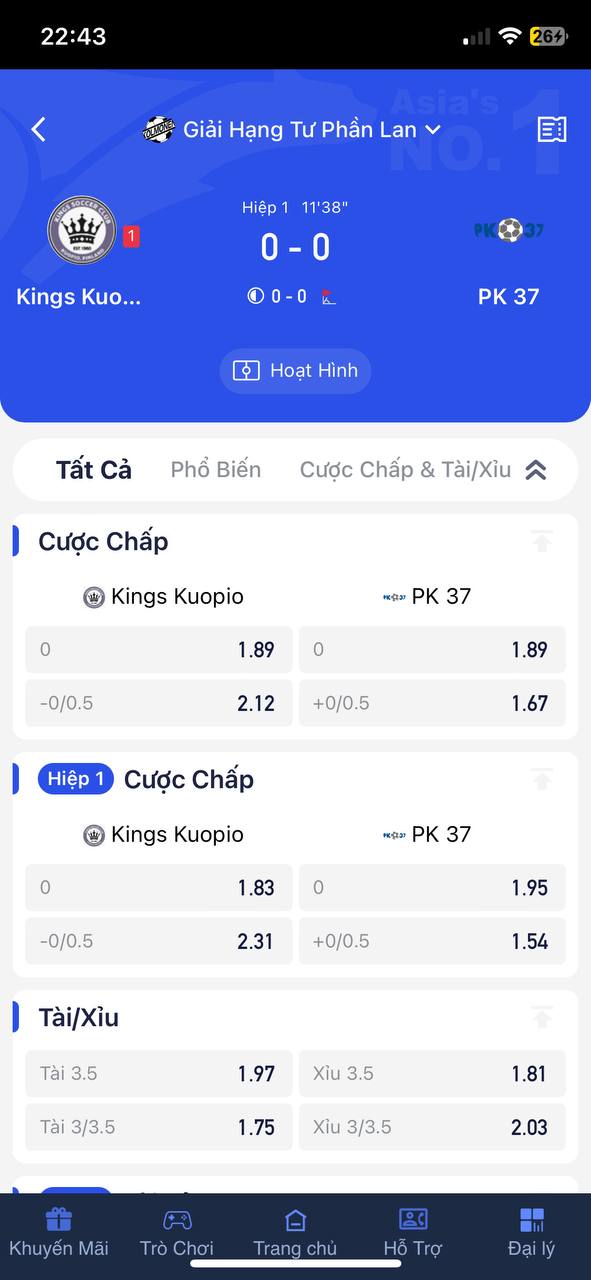 22:43
26
Asia's
NO.1
Giải Hạng Tư Phần Lan
Hiệp 1 11'38"
KINGS SOCCER CLUB
1
0 - 0
PK 37
Kings Kuo...
0 - 0
PK 37
Hoạt Hình
Tất Cả Phổ Biến Cược Chấp & Tài/Xỉu
Cược Chấp
Kings Kuopio PK 37
0 1.89 0 1.89
-0/0.5 2.12 +0/0.5 1.67
Hiệp 1 Cược Chấp
Kings Kuopio PK 37
0 1.83 0 1.95
-0/0.5 2.31 +0/0.5 1.54
Tài/Xỉu
Tài 3.5 1.97 Xỉu 3.5 1.81
Tài 3/3.5 1.75 Xỉu 3/3.5 2.03
Khuyến Mãi Trò Chơi Trang chủ Hỗ Trợ Đại lý